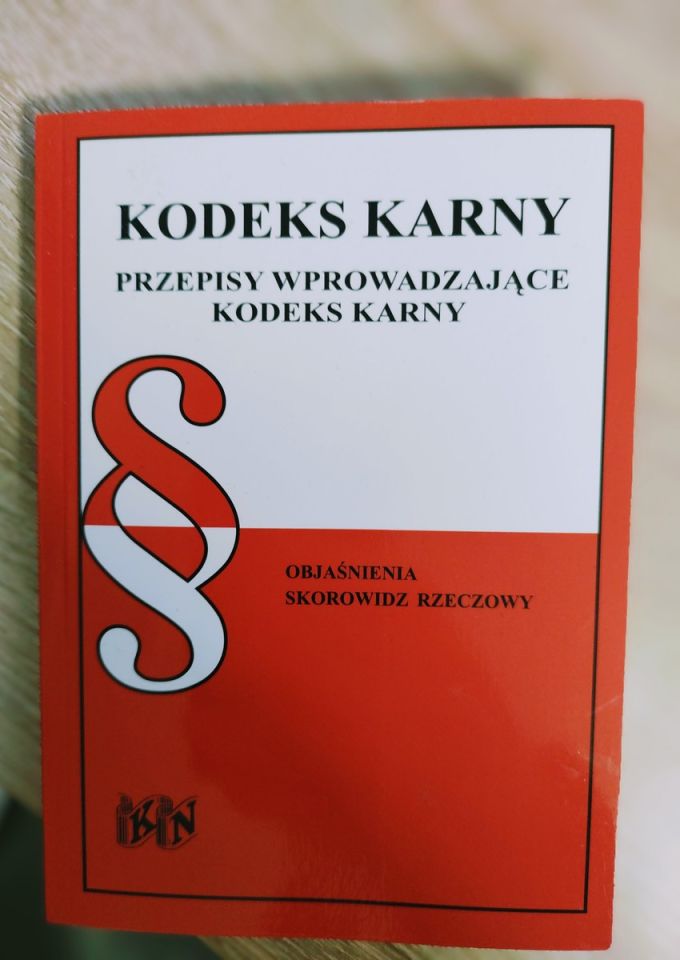 KODEKS KARNY
PRZEPISY WPROWADZAJĄCE
KODEKS KARNY
§
OBJAŚNIENIA
SKOROWIDZ RZECZOWY